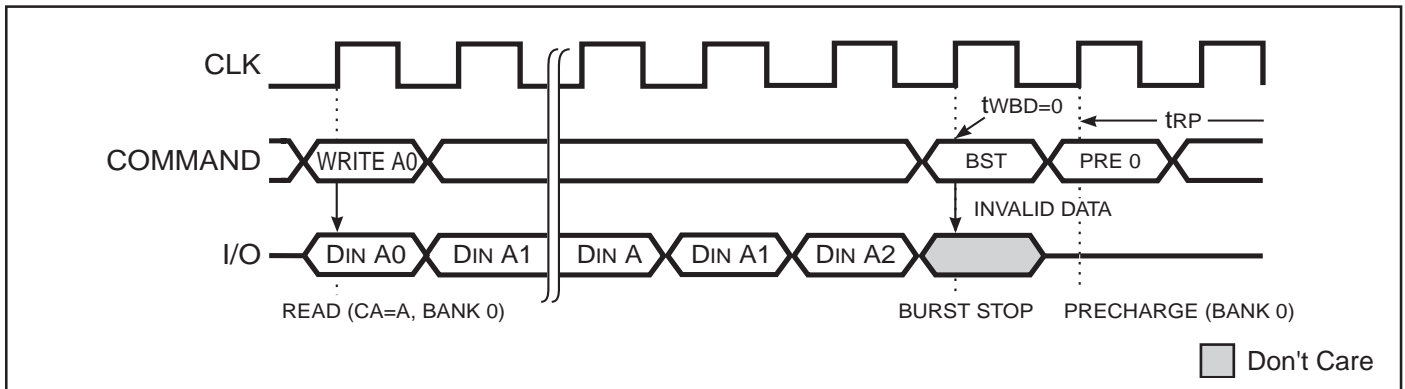 CLK
tWBD=0
tRP
COMMAND WRITE A0 BST PRE 0
INVALID DATA
I/O DIN A0 DIN A1 DIN A DIN A1 DIN A2
READ (CA=A, BANK 0) BURST STOP PRECHARGE (BANK 0)
Don't Care